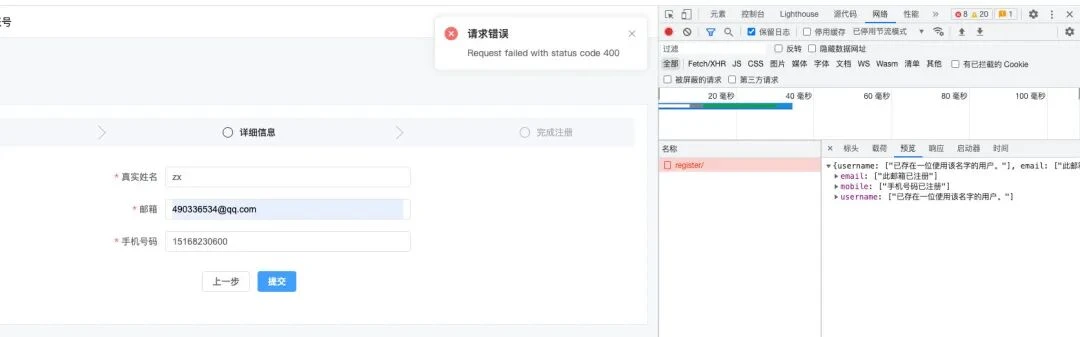 长号
请求错误
Request failed with status code 400
详细信息
完成注册
* 真实姓名 zx
* 邮箱 490336534@qq.com
* 手机号码 15168230600
上一步 提交
元素 控制台 Lighthouse 源代码 网络 性能 » 8 20 1
保留日志 停用缓存 已停用节流模式
过滤 反转 隐藏数据网址
全部 Fetch/XHR JS CSS 图片 媒体 字体 文档 WS Wasm 清单 其他 有已拦截的 Cookie
被屏蔽的请求 第三方请求
20 毫秒 40 毫秒 60 毫秒 80 毫秒 100 毫秒
名称 × 标头 载荷 预览 响应 启动器 时间
register/
{username: ["已存在一位使用该名字的用户。"], email: ["此邮
email: ["此邮箱已注册"]
mobile: ["手机号码已注册"]
username: ["已存在一位使用该名字的用户。"]